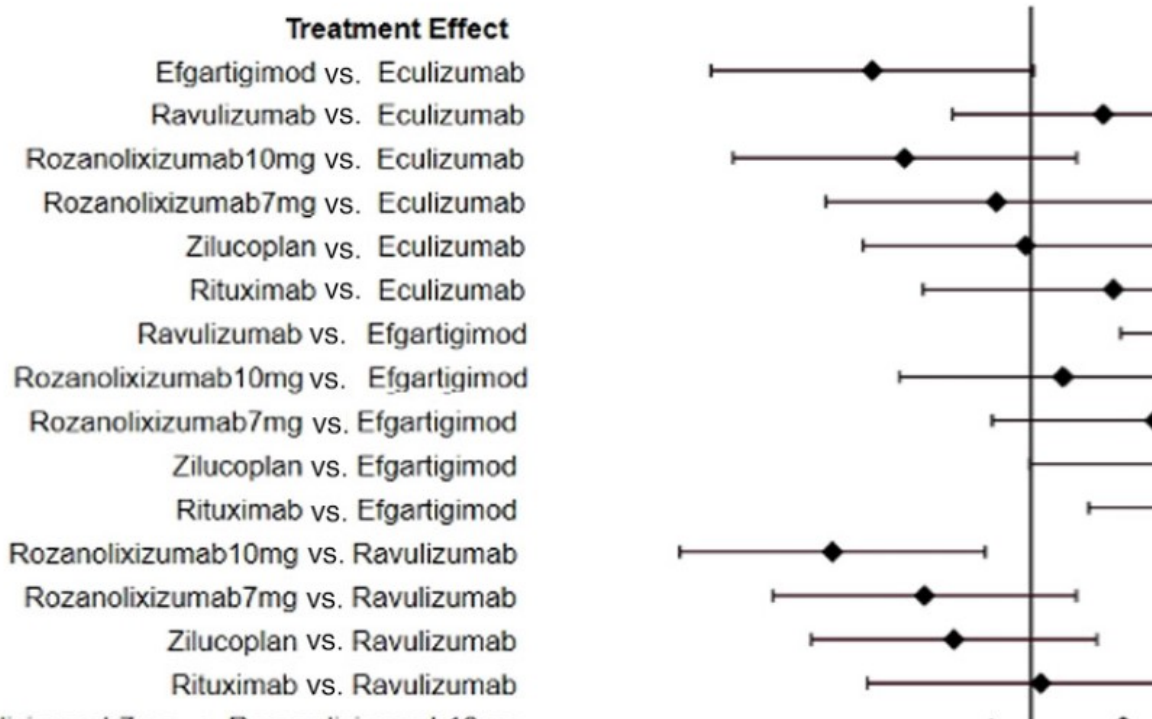 Treatment Effect
Efgartigimod vs. Eculizumab
Ravulizumab vs. Eculizumab
Rozanolixizumab10mg vs. Eculizumab
Rozanolixizumab7mg vs. Eculizumab
Zilucoplan vs. Eculizumab
Rituximab vs. Eculizumab
Ravulizumab vs. Efgartigimod
Rozanolixizumab10mg vs. Efgartigimod
Rozanolixizumab7mg vs. Efgartigimod
Zilucoplan vs. Efgartigimod
Rituximab vs. Efgartigimod
Rozanolixizumab10mg vs. Ravulizumab
Rozanolixizumab7mg vs. Ravulizumab
Zilucoplan vs. Ravulizumab
Rituximab vs. Ravulizumab